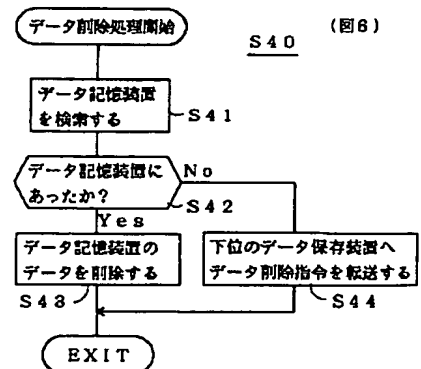 データ削除処理開始
S40
(図6)
データ記憶装置
を検索する
S41
データ記憶装置に
あったか?
No
S42
Yes
データ記憶装置の
データを削除する
S43
下位のデータ保存装置へ
データ削除指令を転送する
S44
EXIT